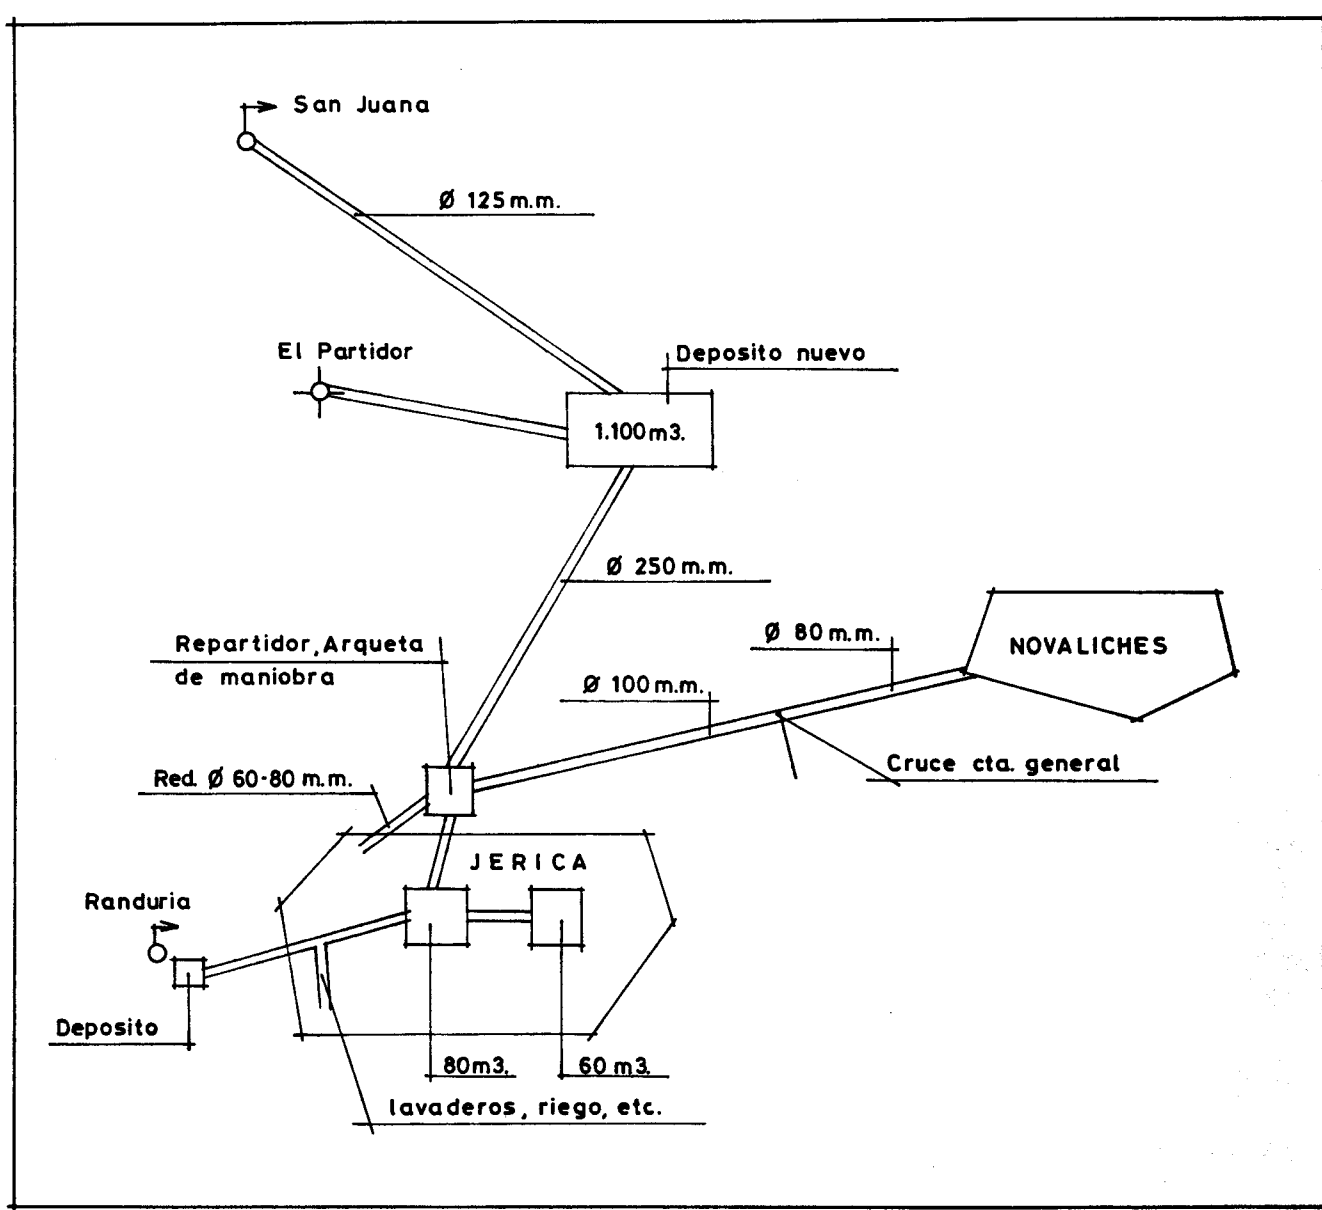 San Juana
Ø 125 m.m.
El Partidor
Deposito nuevo
1.100 m3.
Ø 250 m.m.
Ø 80 m.m.
NOVALICHES
Repartidor, Arqueta
de maniobra
Ø 100 m.m.
Cruce cta. general
Red. Ø 60-80 m.m.
JERICA
Randuria
Deposito
80 m3.
60 m3.
lavaderos, riego, etc.